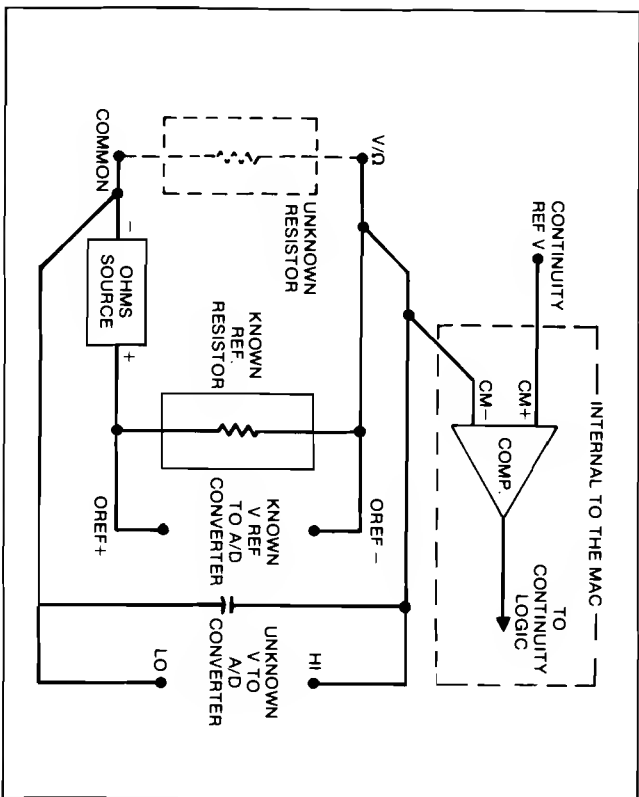 INTERNAL TO THE MAC
CONTINUITY
REF V
CM+
CM-
COMP.
TO
CONTINUITY
LOGIC
V/Ω
UNKNOWN
RESISTOR
COMMON
-
OHMS
SOURCE
+
KNOWN
REF.
RESISTOR
OREF-
KNOWN
V REF
TO A/D
CONVERTER
OREF+
HI
UNKNOWN
V TO
A/D
CONVERTER
LO